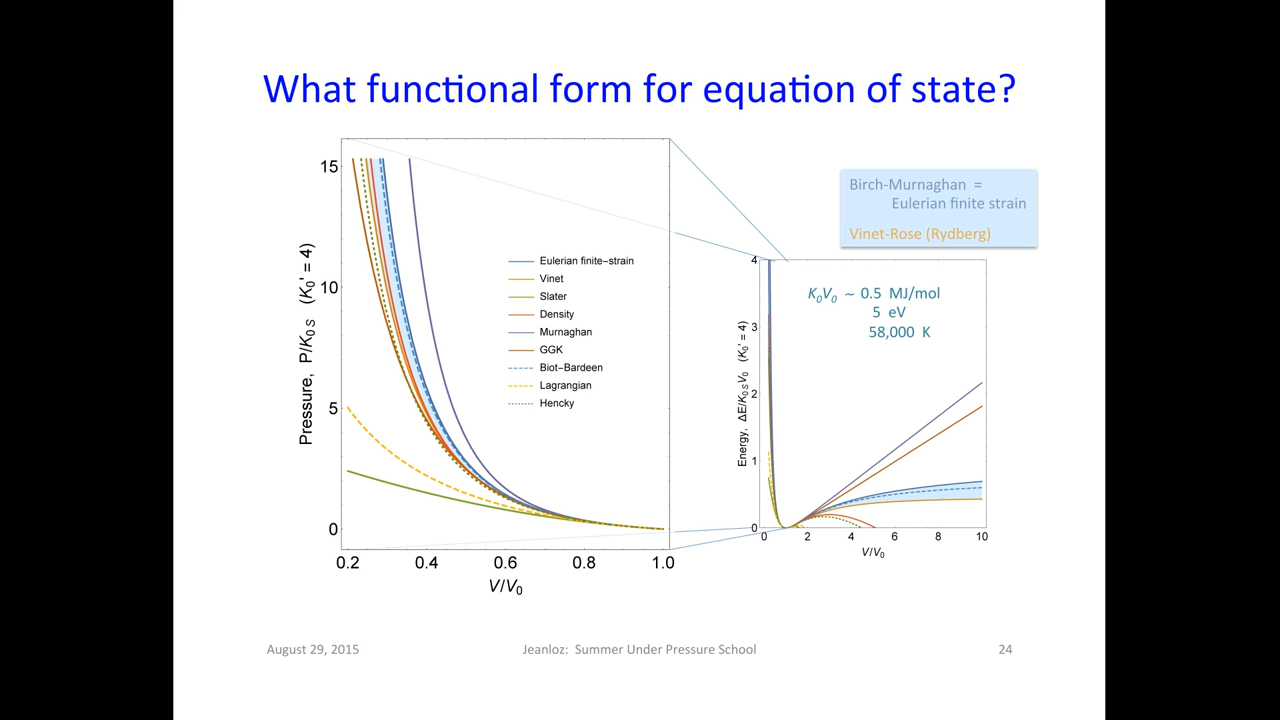 What functional form for equation of state?
Pressure, P/K₀S (K₀' = 4)
15
10
5
0
0.2 0.4 0.6 0.8 1.0
V/V₀
Eulerian finite-strain
Vinet
Slater
Density
Murnaghan
GGK
Biot-Bardeen
Lagrangian
Hencky
Birch-Murnaghan =
Eulerian finite strain
Vinet-Rose (Rydberg)
Energy, ΔE/K₀SV₀ (K₀' = 4)
4
3
2
1
0
K₀V₀ ~ 0.5 MJ/mol
5 eV
58,000 K
0 2 4 6 8 10
V/V₀
August 29, 2015
Jeanloz: Summer Under Pressure School
24